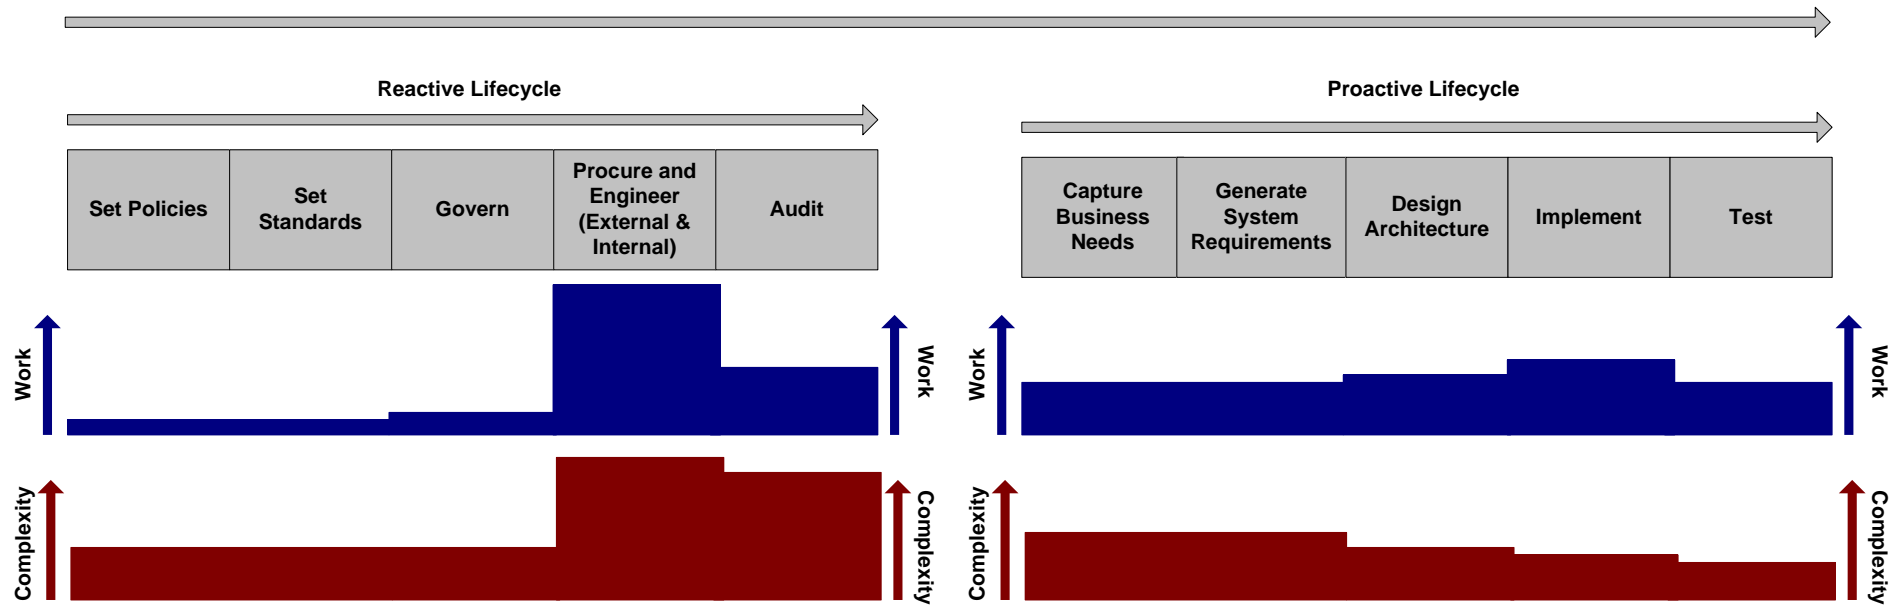 Reactive Lifecycle
Proactive Lifecycle
Set Policies
Set
Standards
Govern
Procure and
Engineer
(External &
Internal)
Audit
Capture
Business
Needs
Generate
System
Requirements
Design
Architecture
Implement
Test
Work
Work
Work
Work
Complexity
Complexity
Complexity
Complexity